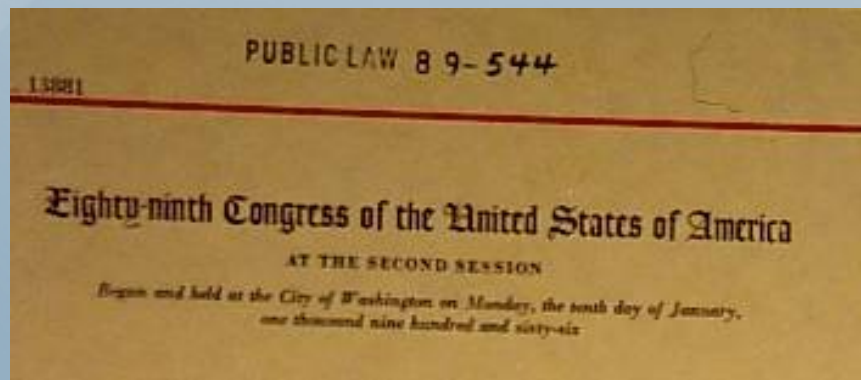 PUBLIC LAW 89-544
13881
Eighty-ninth Congress of the United States of America
AT THE SECOND SESSION
Begun and held at the City of Washington on Monday, the tenth day of January,
one thousand nine hundred and sixty-six